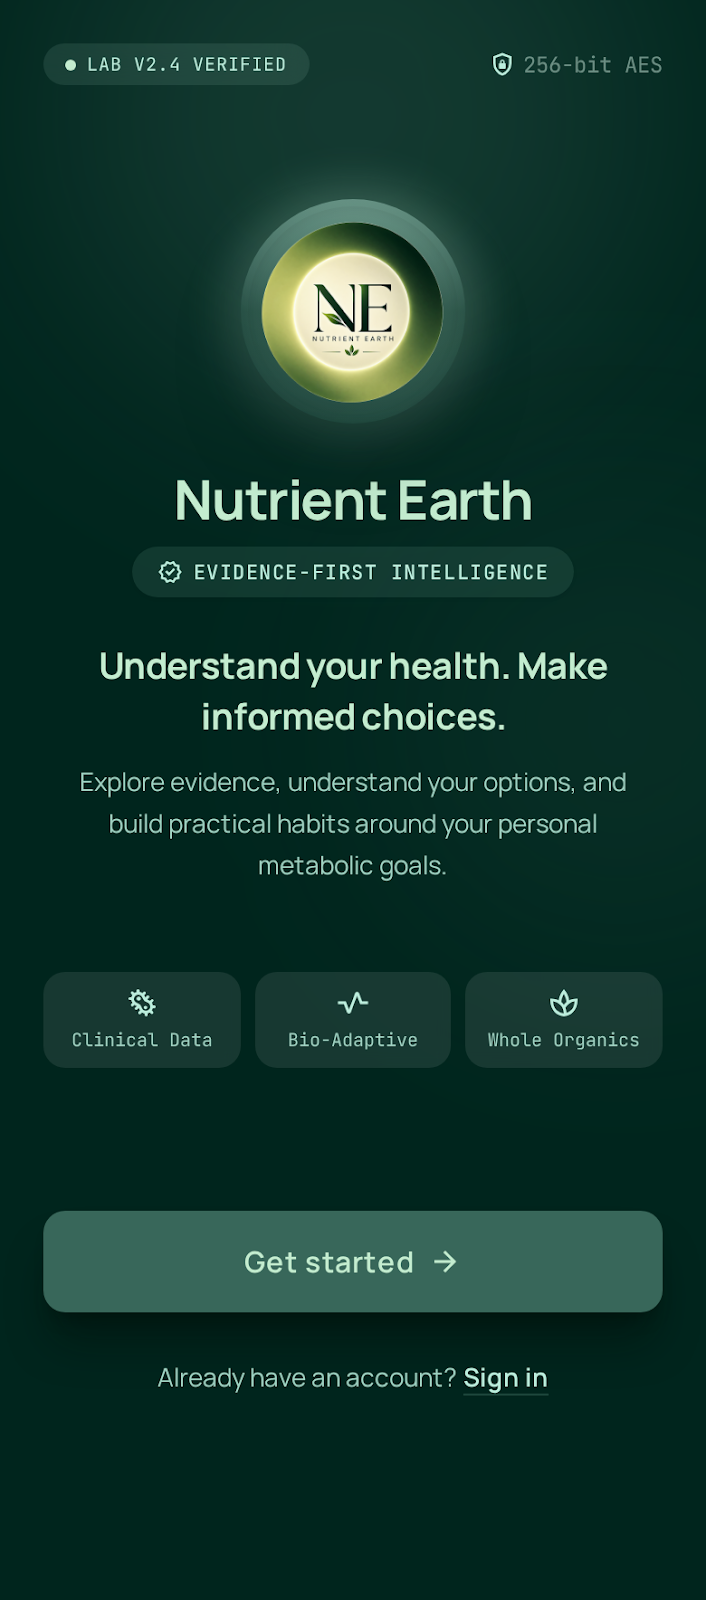 LAB V2.4 VERIFIED
256-bit AES
NE
NUTRIENT EARTH
Nutrient Earth
EVIDENCE-FIRST INTELLIGENCE
Understand your health. Make
informed choices.
Explore evidence, understand your options, and
build practical habits around your personal
metabolic goals.
Clinical Data
Bio-Adaptive
Whole Organics
Get started →
Already have an account? Sign in